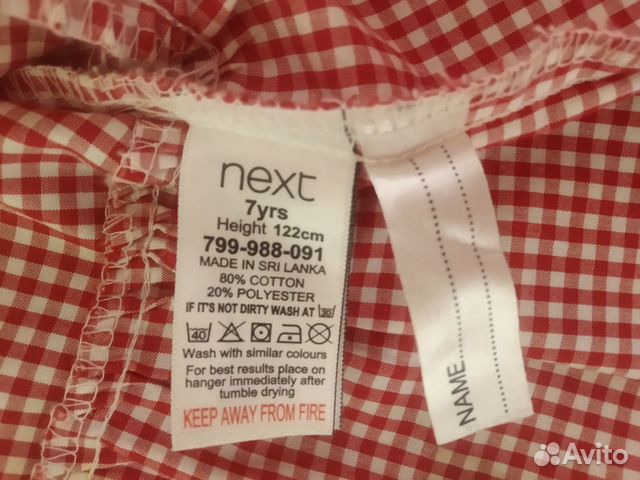 next
7yrs
Height 122cm
799-988-091
MADE IN SRI LANKA
80% COTTON
20% POLYESTER
IF IT'S NOT DIRTY WASH AT 30
40
Wash with similar colours
For best results place on
hanger immediately after
tumble drying
KEEP AWAY FROM FIRE
NAME
Avito